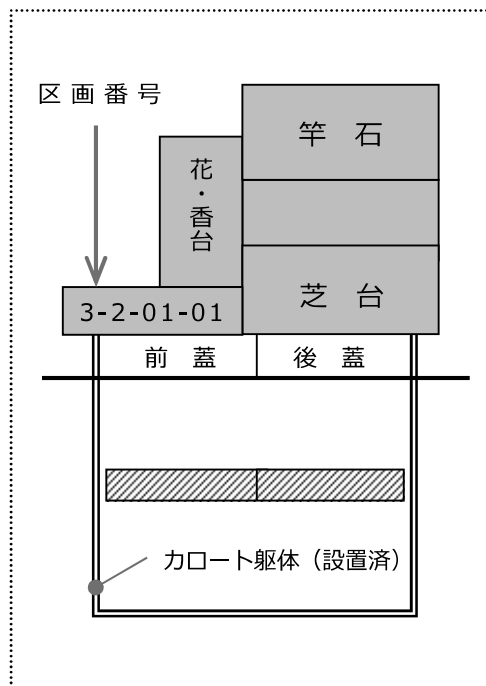 区画番号
竿 石
花・香台
芝 台
3-2-01-01
前 蓋
後 蓋
カロート躯体（設置済）